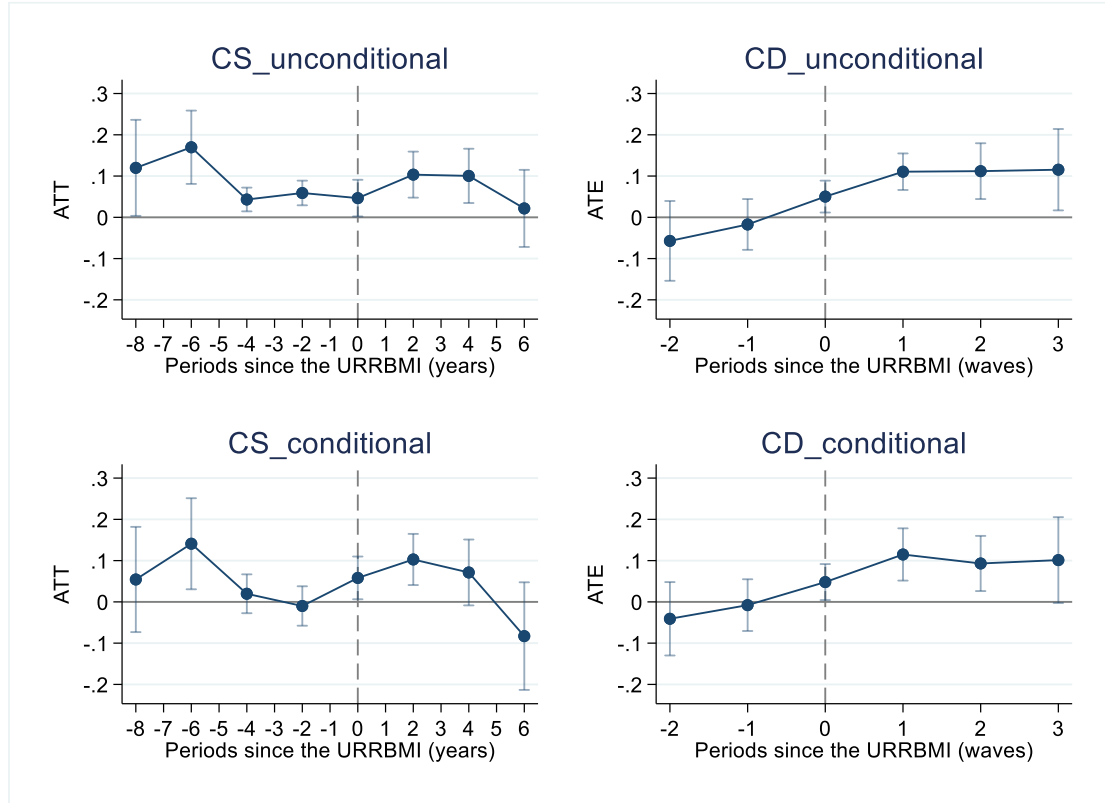 CS_unconditional
ATT
.3
.2
.1
0
-.1
-.2
-8 -7 -6 -5 -4 -3 -2 -1 0 1 2 3 4 5 6
Periods since the URRBMI (years)
CD_unconditional
ATE
.3
.2
.1
0
-.1
-.2
-2 -1 0 1 2 3
Periods since the URRBMI (waves)
CS_conditional
ATT
.3
.2
.1
0
-.1
-.2
-8 -7 -6 -5 -4 -3 -2 -1 0 1 2 3 4 5 6
Periods since the URRBMI (years)
CD_conditional
ATE
.3
.2
.1
0
-.1
-.2
-2 -1 0 1 2 3
Periods since the URRBMI (waves)